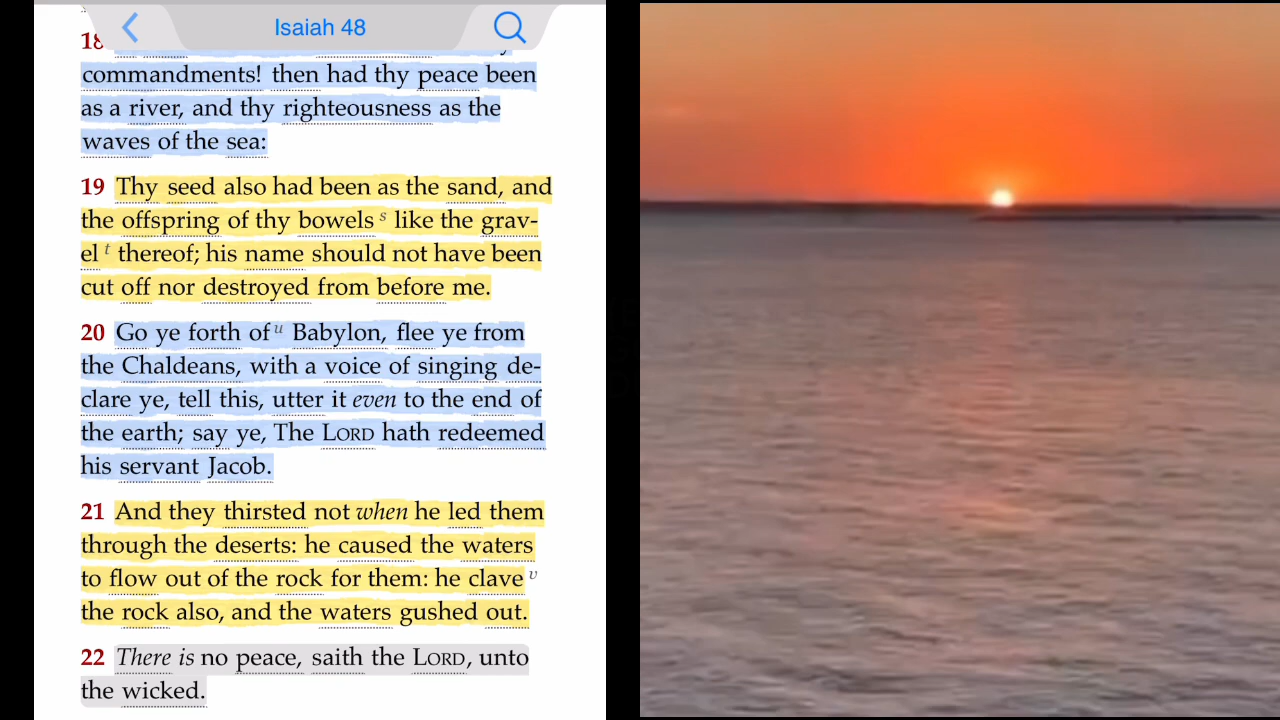 Isaiah 48
18
commandments! then had thy peace been
as a river, and thy righteousness as the
waves of the sea:
19 Thy seed also had been as the sand, and
the offspring of thy bowels s like the grav-
el t thereof; his name should not have been
cut off nor destroyed from before me.
20 Go ye forth of u Babylon, flee ye from
the Chaldeans, with a voice of singing de-
clare ye, tell this, utter it even to the end of
the earth; say ye, The LORD hath redeemed
his servant Jacob.
21 And they thirsted not when he led them
through the deserts: he caused the waters
to flow out of the rock for them: he clave v
the rock also, and the waters gushed out.
22 There is no peace, saith the LORD, unto
the wicked.